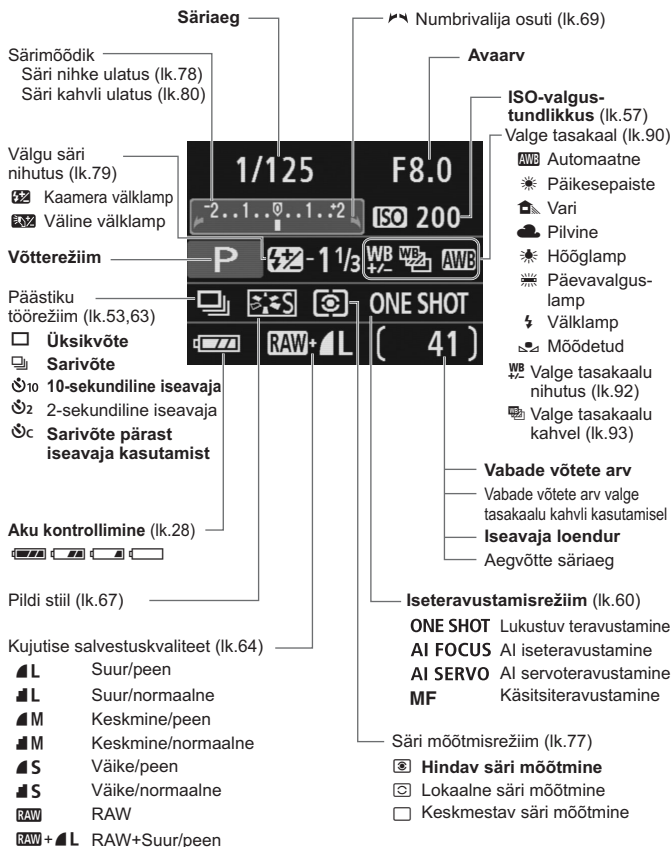 Säriaeg
Numbrivalija osuti (lk.69)
Särimõõdik
Säri nihke ulatus (lk.78)
Säri kahvli ulatus (lk.80)
Avaarv
ISO-valgus-
tundlikkus (lk.57)
Valge tasakaal (lk.90)
AWB Automaatne
Päikesepaiste
Vari
Pilvine
Hõõglamp
Päevavalgus-
lamp
Välklamp
Mõõdetud
WB +/- Valge tasakaalu
nihutus (lk.92)
WB Valge tasakaalu
kahvel (lk.93)
Välgu säri
nihutus (lk.79)
Kaamera välklamp
Väline välklamp
Võtterežiim
Päästiku
töörežiim (lk.53,63)
Üksikvõte
Sarivõte
10 10-sekundiline iseavaja
2 2-sekundiline iseavaja
C Sarivõte pärast
iseavaja kasutamist
1/125 F8.0
-2..1..0..1..+2 ISO 200
P -1 1/3 WB +/- WB AWB
S ONE SHOT
RAW+ L [ 41 ]
Vabade võtete arv
Vabade võtete arv valge
tasakaalu kahvli kasutamisel
Iseavaja loendur
Aegvõtte säriaeg
Aku kontrollimine (lk.28)
Pildi stiil (lk.67)
Iseteravustamisrežiim (lk.60)
ONE SHOT Lukustuv teravustamine
AI FOCUS AI iseteravustamine
AI SERVO AI servoteravustamine
MF Käsitsiteravustamine
Kujutise salvestuskvaliteet (lk.64)
L Suur/peen
L Suur/normaalne
M Keskmine/peen
M Keskmine/normaalne
S Väike/peen
S Väike/normaalne
RAW RAW
RAW+ L RAW+Suur/peen
Säri mõõtmisrežiim (lk.77)
Hindav säri mõõtmine
Lokaalne säri mõõtmine
Keskmestav säri mõõtmine